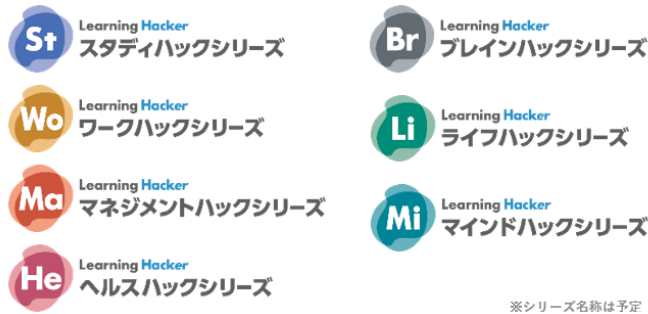 St
Learning Hacker
スタディハックシリーズ
Wo
Learning Hacker
ワークハックシリーズ
Ma
Learning Hacker
マネジメントハックシリーズ
He
Learning Hacker
ヘルスハックシリーズ
Br
Learning Hacker
ブレインハックシリーズ
Li
Learning Hacker
ライフハックシリーズ
Mi
Learning Hacker
マインドハックシリーズ
※シリーズ名称は予定